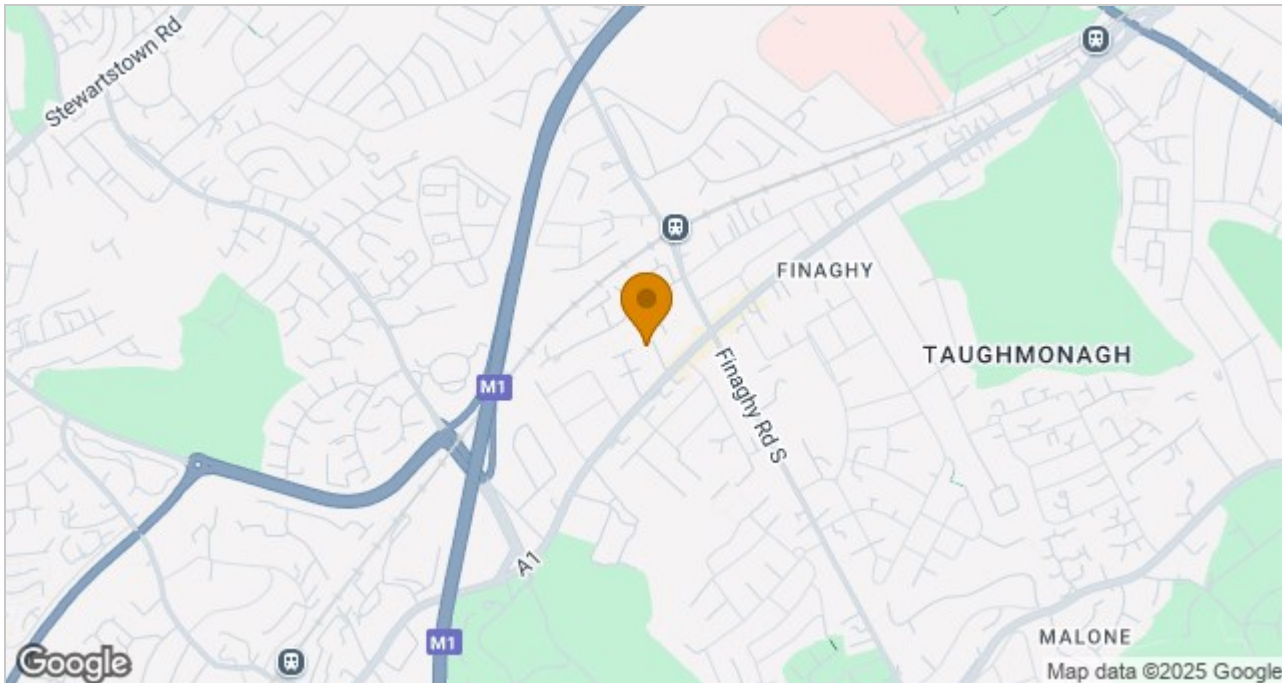 Stewartstown Rd
FINAGHY
M1
Finaghy Rd S
TAUGHMONAGH
A1
M1
MALONE
Google
Map data ©2025 Google